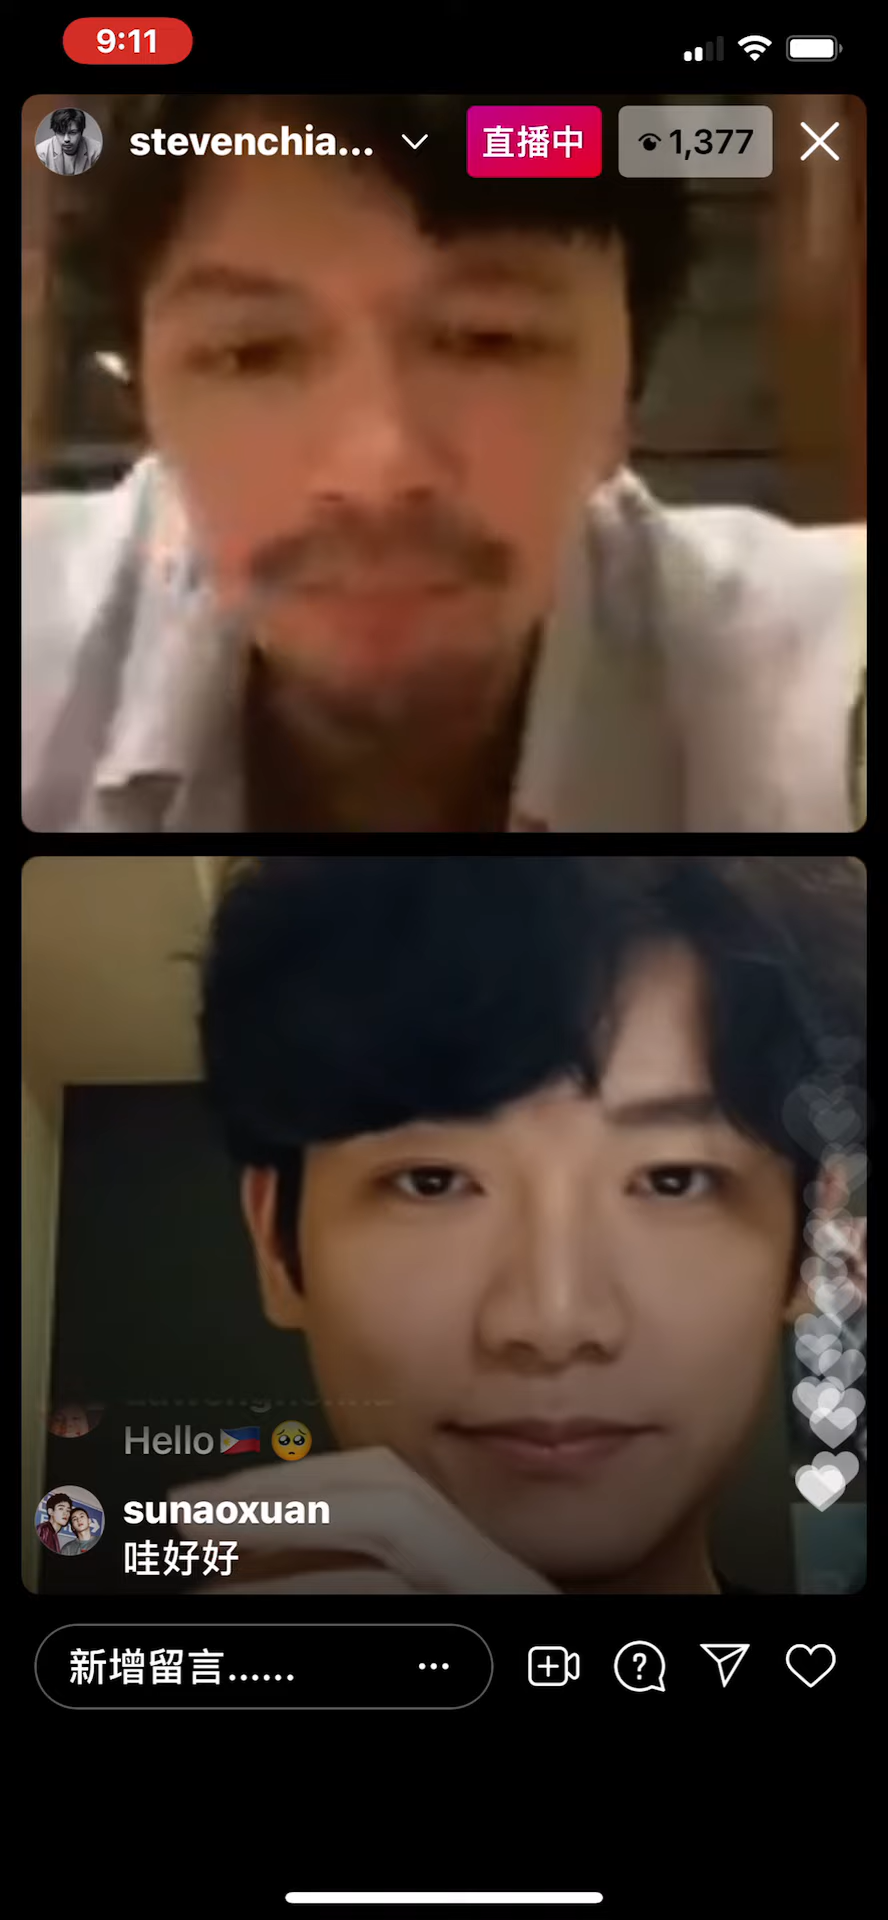 9:11
stevenchia...
直播中
1,377
Hello🇵🇭🥺
sunaoxuan
哇好好
新增留言......